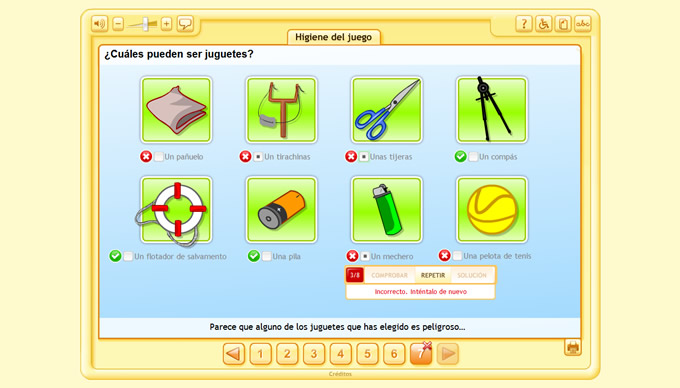 abc
Higiene del juego
¿Cuáles pueden ser juguetes?
Un pañuelo
Un tirachinas
Unas tijeras
Un compás
Un flotador de salvamento
Una pila
Un mechero
Una pelota de tenis
3/8 COMPROBAR REPETIR SOLUCIÓN
Incorrecto. Inténtalo de nuevo
Parece que alguno de los juguetes que has elegido es peligroso...
1 2 3 4 5 6 7
Créditos